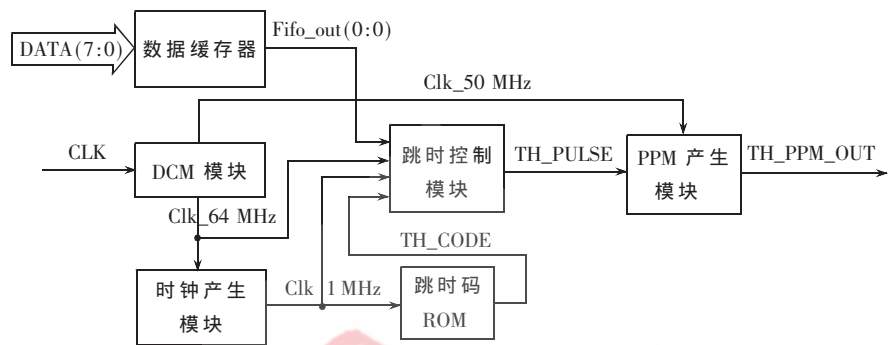 DATA(7:0)
数据缓存器
Fifo_out(0:0)
Clk_50 MHz
CLK
DCM 模块
跳时控制
模块
TH_PULSE
PPM 产生
模块
TH_PPM_OUT
Clk_64 MHz
TH_CODE
时钟产生
模块
Clk_1 MHz
跳时码
ROM